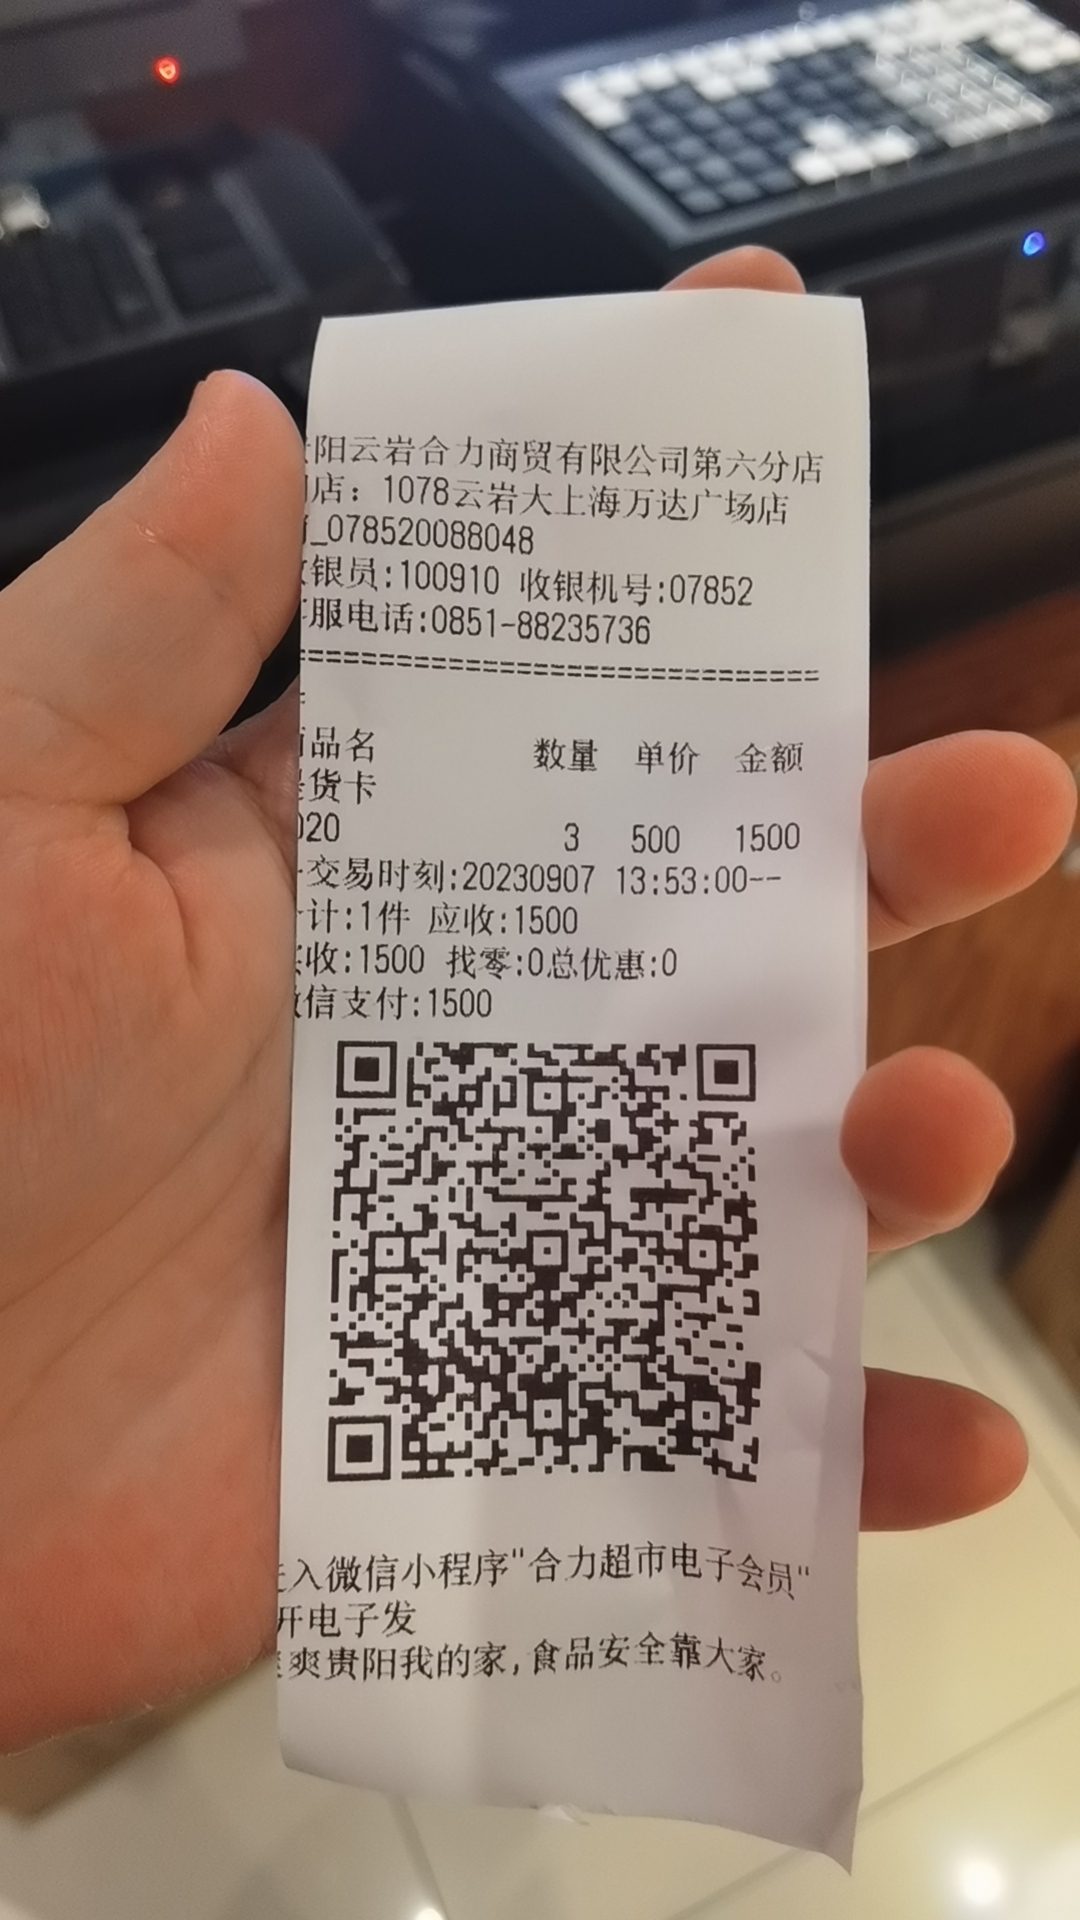 阳云岩合力商贸有限公司第六分店
店：1078云岩大上海万达广场店
_078520088048
银员:100910 收银机号:07852
服电话:0851-88235736
==============================
品名 数量 单价 金额
货卡
020 3 500 1500
-交易时刻:20230907 13:53:00--
计:1件 应收:1500
收:1500 找零:0总优惠:0
信支付:1500
入微信小程序"合力超市电子会员"
开电子发
爽贵阳我的家,食品安全靠大家。